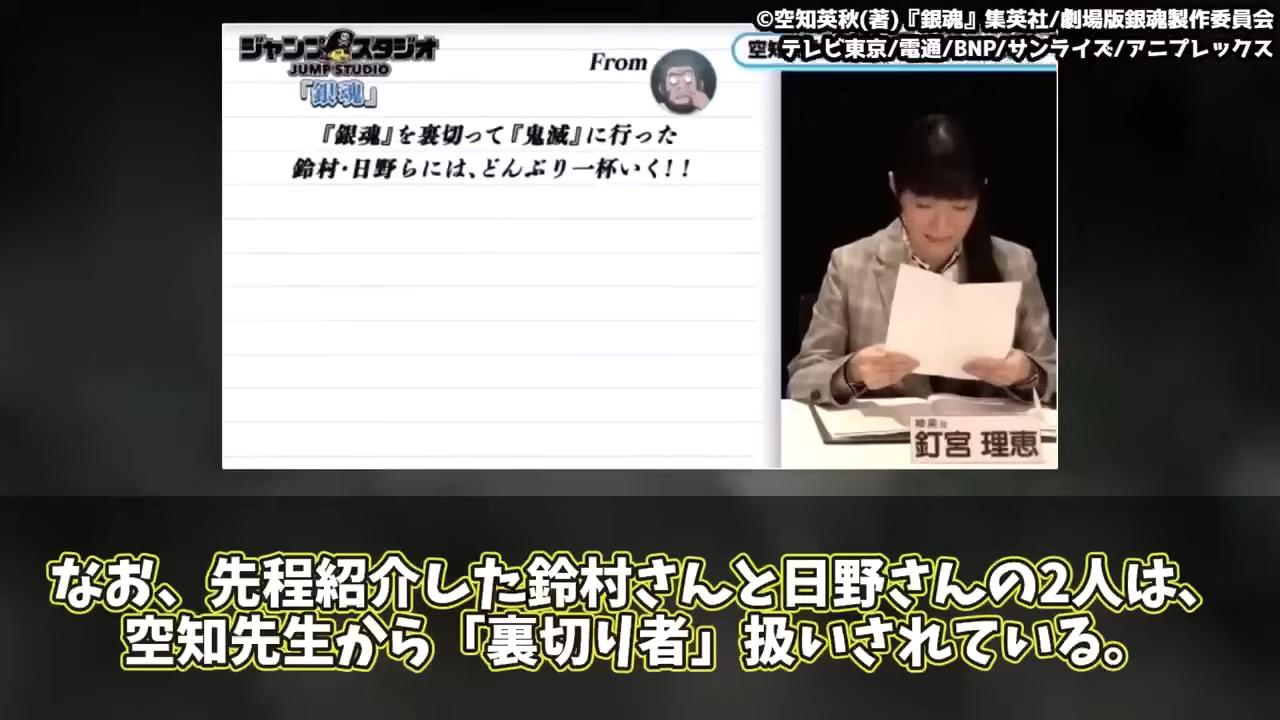 ©空知英秋(著)『銀魂』集英社/劇場版銀魂製作委員会
テレビ東京/電通/BNP/サンライズ/アニプレックス
ジャンプスタジオ
JUMP STUDIO
『銀魂』
From
空知
『銀魂』を裏切って『鬼滅』に行った
鈴村・日野らには、どんぶり一杯いく！！
釘宮 理恵
なお、先程紹介した鈴村さんと日野さんの2人は、
空知先生から「裏切り者」扱いされている。